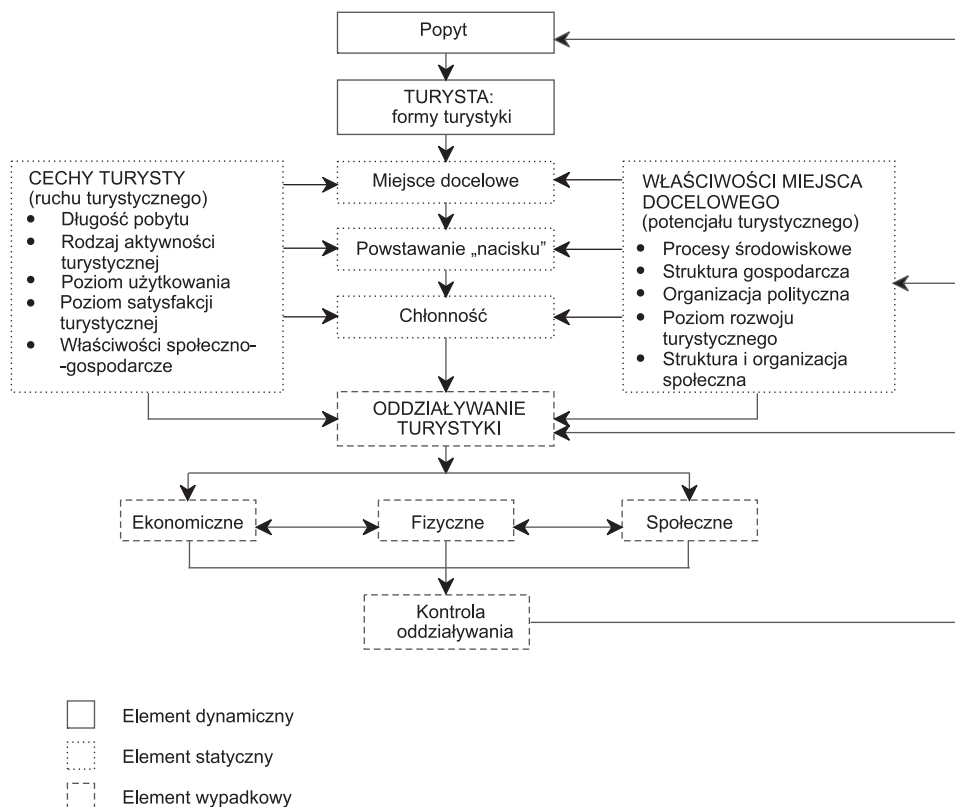 Popyt
TURYSTA:
formy turystyki
CECHY TURYSTY
(ruchu turystycznego)
• Długość pobytu
• Rodzaj aktywności
turystycznej
• Poziom użytkowania
• Poziom satysfakcji
turystycznej
• Właściwości społeczno-
-gospodarcze
Miejsce docelowe
Powstawanie „nacisku”
Chłonność
WŁAŚCIWOŚCI MIEJSCA
DOCELOWEGO
(potencjału turystycznego)
• Procesy środowiskowe
• Struktura gospodarcza
• Organizacja polityczna
• Poziom rozwoju
turystycznego
• Struktura i organizacja
społeczna
ODDZIAŁYWANIE
TURYSTYKI
Ekonomiczne
Fizyczne
Społeczne
Kontrola
oddziaływania
Element dynamiczny
Element statyczny
Element wypadkowy